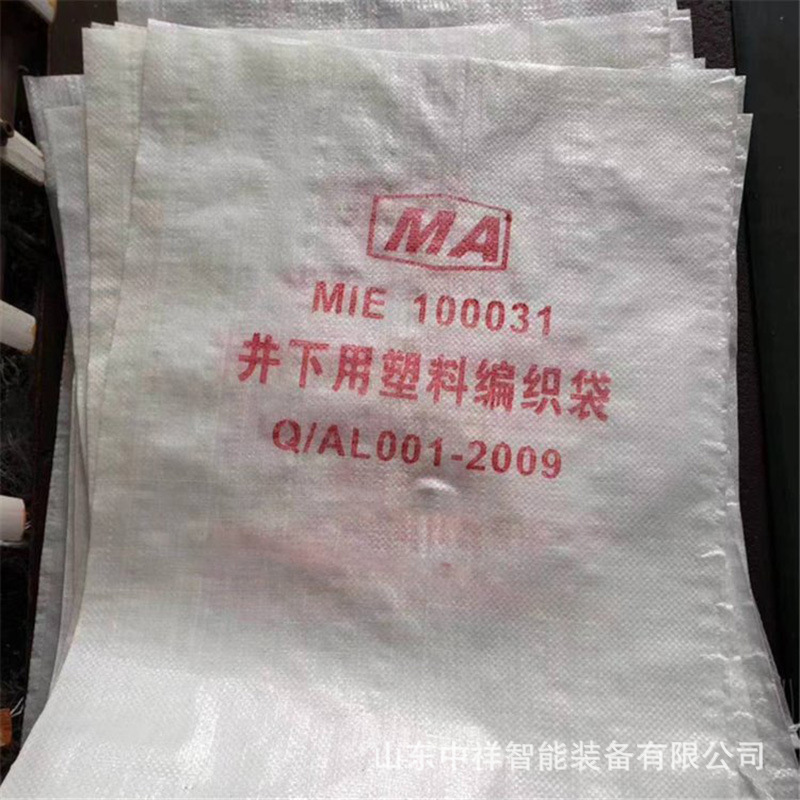 MA
MIE 100031
井下用塑料编织袋
Q/AL001-2009
山东中祥智能装备有限公司